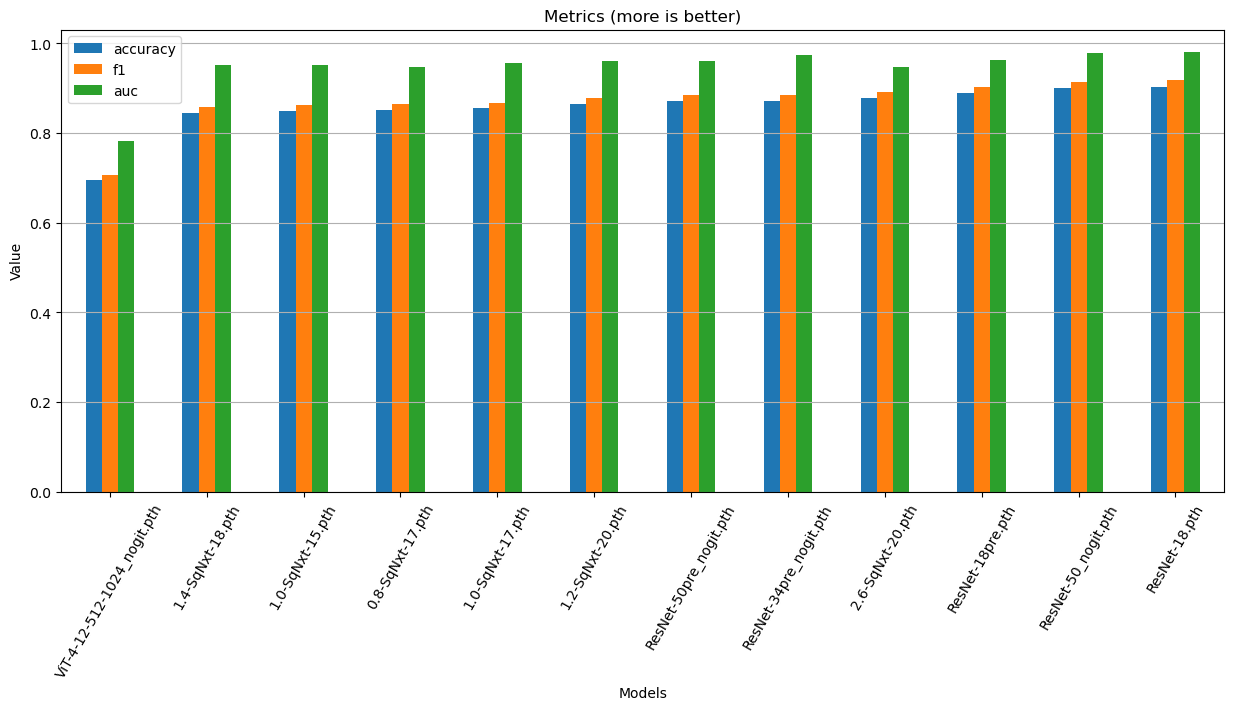 Metrics (more is better)
accuracy
f1
auc
1.0
0.8
0.6
0.4
0.2
0.0
Value
ViT-4-12-512-1024_nogit.pth
1.4-SqNxt-18.pth
1.0-SqNxt-15.pth
0.8-SqNxt-17.pth
1.0-SqNxt-17.pth
1.2-SqNxt-20.pth
ResNet-50pre_nogit.pth
ResNet-34pre_nogit.pth
2.6-SqNxt-20.pth
ResNet-18pre.pth
ResNet-50_nogit.pth
ResNet-18.pth
Models